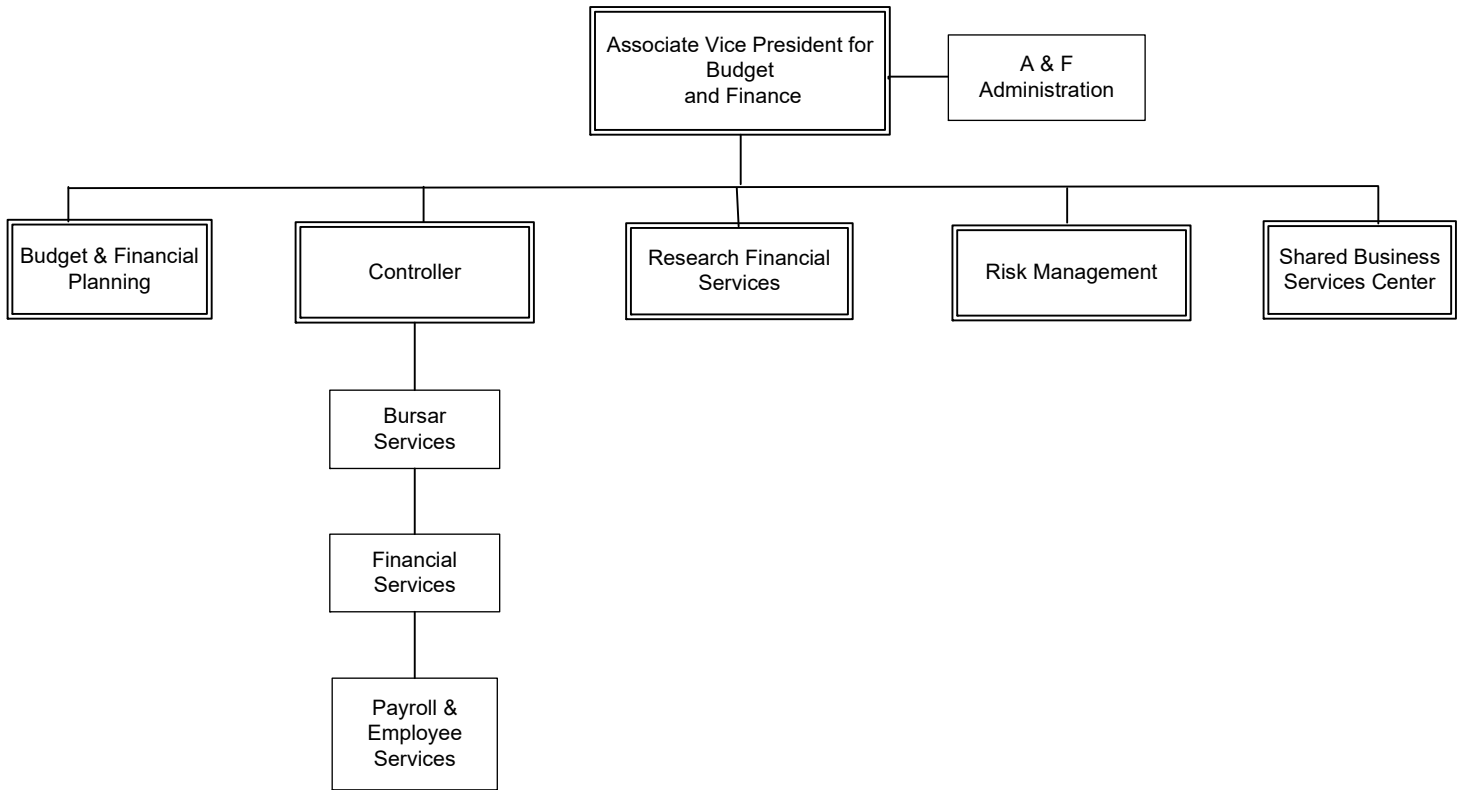 Associate Vice President for
Budget
and Finance
A & F
Administration
Budget & Financial
Planning
Controller
Research Financial
Services
Risk Management
Shared Business
Services Center
Bursar
Services
Financial
Services
Payroll &
Employee
Services